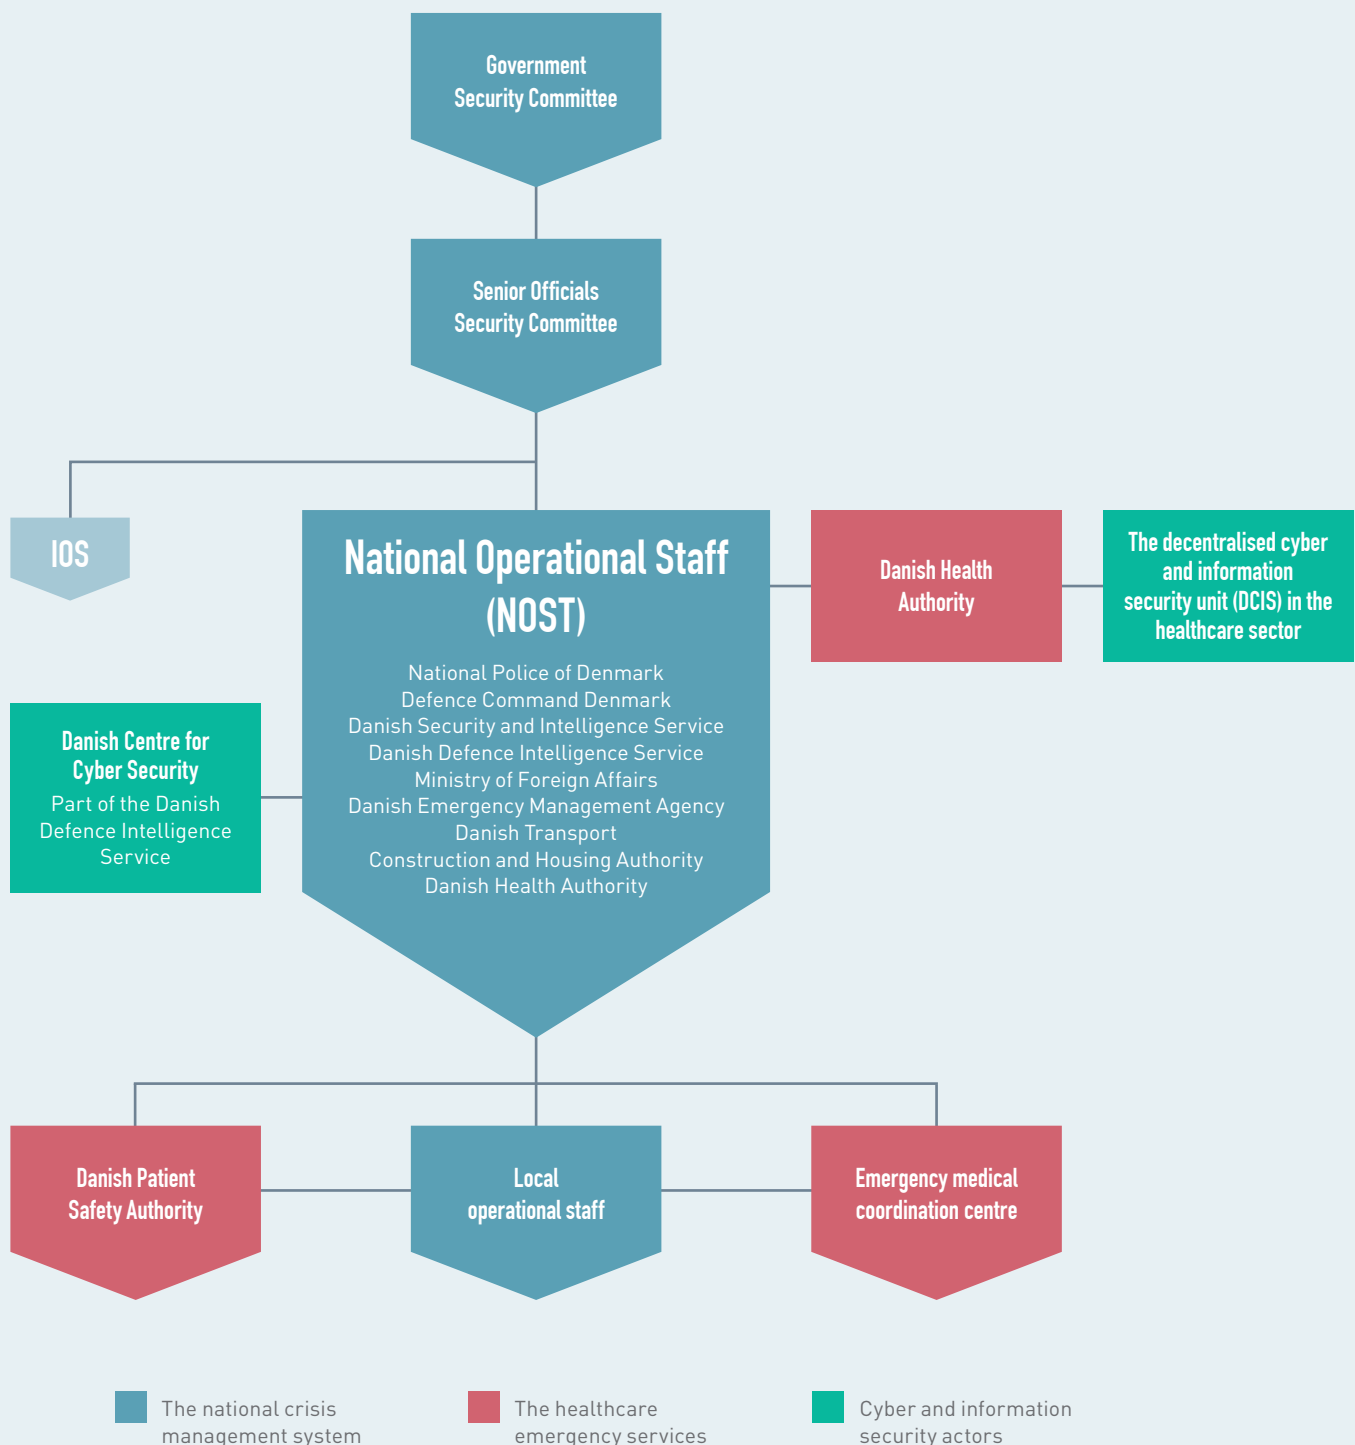 Government
Security Committee
Senior Officials
Security Committee
IOS
National Operational Staff
(NOST)
National Police of Denmark
Defence Command Denmark
Danish Security and Intelligence Service
Danish Defence Intelligence Service
Ministry of Foreign Affairs
Danish Emergency Management Agency
Danish Transport
Construction and Housing Authority
Danish Health Authority
Danish Health
Authority
The decentralised cyber
and information
security unit (DCIS) in the
healthcare sector
Danish Centre for
Cyber Security
Part of the Danish
Defence Intelligence
Service
Danish Patient
Safety Authority
Local
operational staff
Emergency medical
coordination centre
The national crisis
management system
The healthcare
emergency services
Cyber and information
security actors